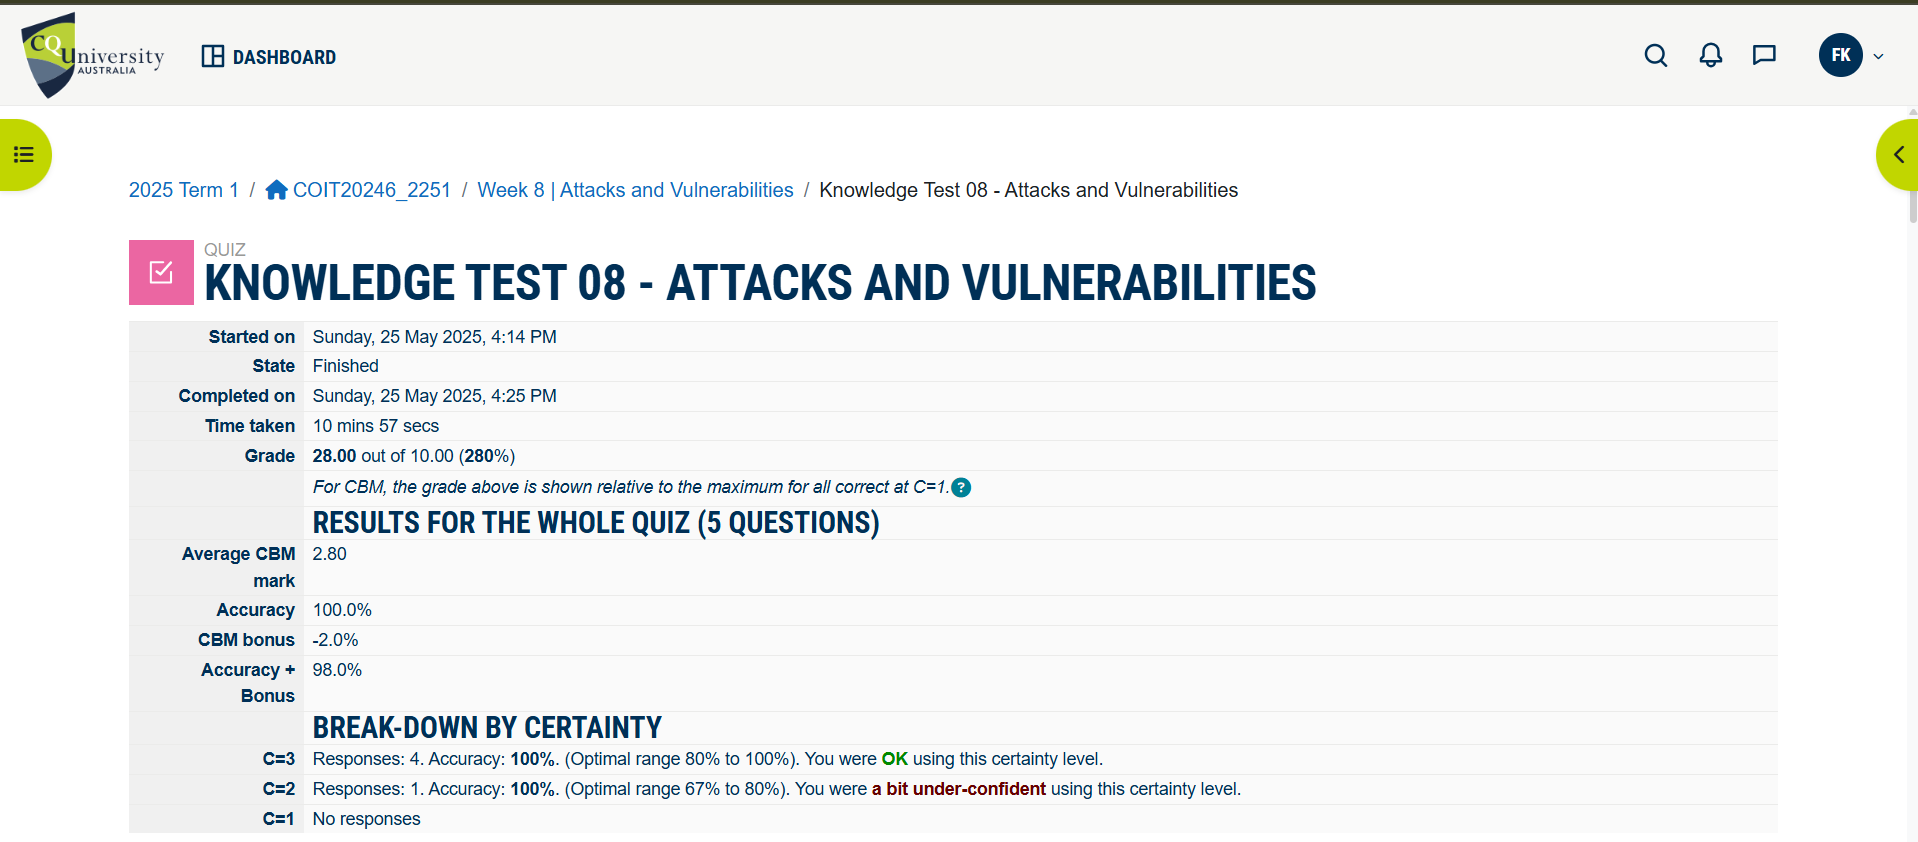 CQUniversity
AUSTRALIA
DASHBOARD
FK
2025 Term 1 / COIT20246_2251 / Week 8 | Attacks and Vulnerabilities / Knowledge Test 08 - Attacks and Vulnerabilities
QUIZ
KNOWLEDGE TEST 08 - ATTACKS AND VULNERABILITIES
Started on Sunday, 25 May 2025, 4:14 PM
State Finished
Completed on Sunday, 25 May 2025, 4:25 PM
Time taken 10 mins 57 secs
Grade 28.00 out of 10.00 (280%)
For CBM, the grade above is shown relative to the maximum for all correct at C=1. ?
RESULTS FOR THE WHOLE QUIZ (5 QUESTIONS)
Average CBM mark 2.80
Accuracy 100.0%
CBM bonus -2.0%
Accuracy + Bonus 98.0%
BREAK-DOWN BY CERTAINTY
C=3 Responses: 4. Accuracy: 100%. (Optimal range 80% to 100%). You were OK using this certainty level.
C=2 Responses: 1. Accuracy: 100%. (Optimal range 67% to 80%). You were a bit under-confident using this certainty level.
C=1 No responses